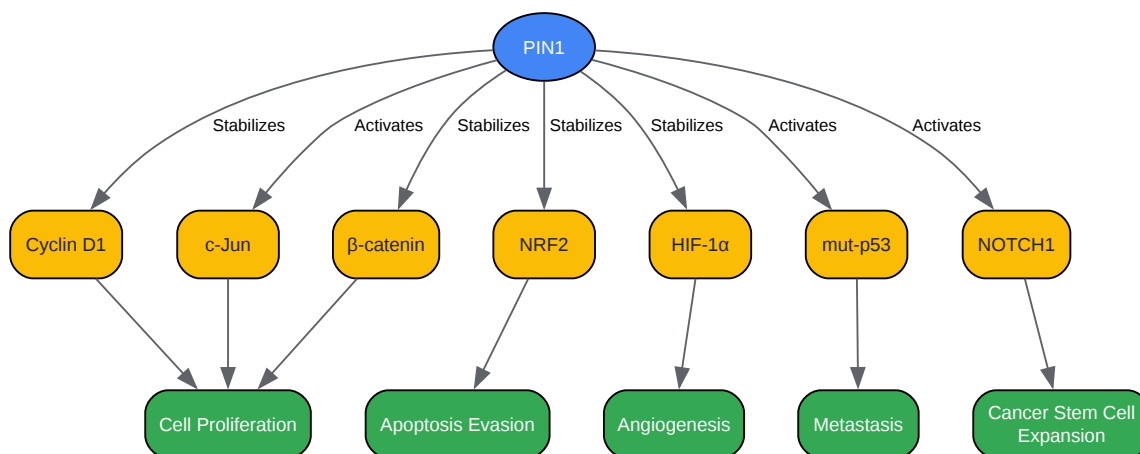 PIN1
Stabilizes
Activates
Stabilizes
Stabilizes
Stabilizes
Activates
Activates
Cyclin D1
c-Jun
β-catenin
NRF2
HIF-1α
mut-p53
NOTCH1
Cell Proliferation
Apoptosis Evasion
Angiogenesis
Metastasis
Cancer Stem Cell
Expansion